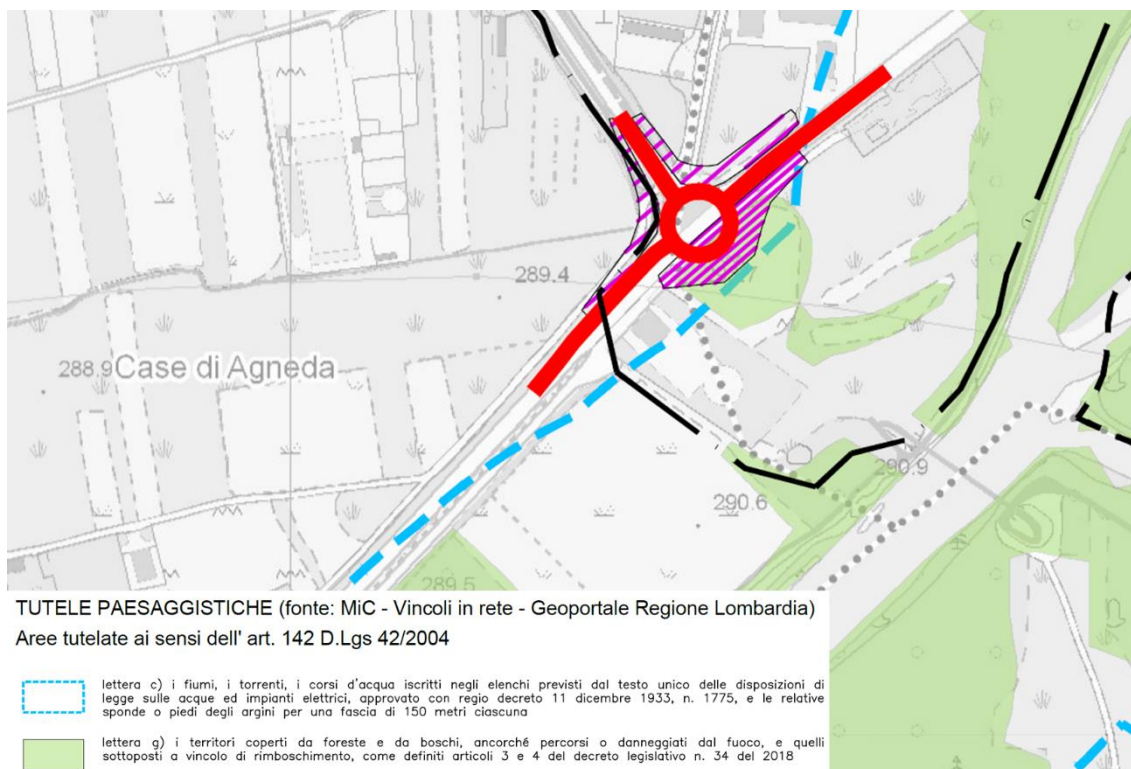 289.4
288.9 Case di Agneda
290.9
290.6
289.5
TUTELE PAESAGGISTICHE (fonte: MiC - Vincoli in rete - Geoportale Regione Lombardia)
Aree tutelate ai sensi dell' art. 142 D.Lgs 42/2004
lettera c) i fiumi, i torrenti, i corsi d'acqua iscritti negli elenchi previsti dal testo unico delle disposizioni di
legge sulle acque ed impianti elettrici, approvato con regio decreto 11 dicembre 1933, n. 1775, e le relative
sponde o piedi degli argini per una fascia di 150 metri ciascuna
lettera g) i territori coperti da foreste e da boschi, ancorché percorsi o danneggiati dal fuoco, e quelli
sottoposti a vincolo di rimboschimento, come definiti articoli 3 e 4 del decreto legislativo n. 34 del 2018